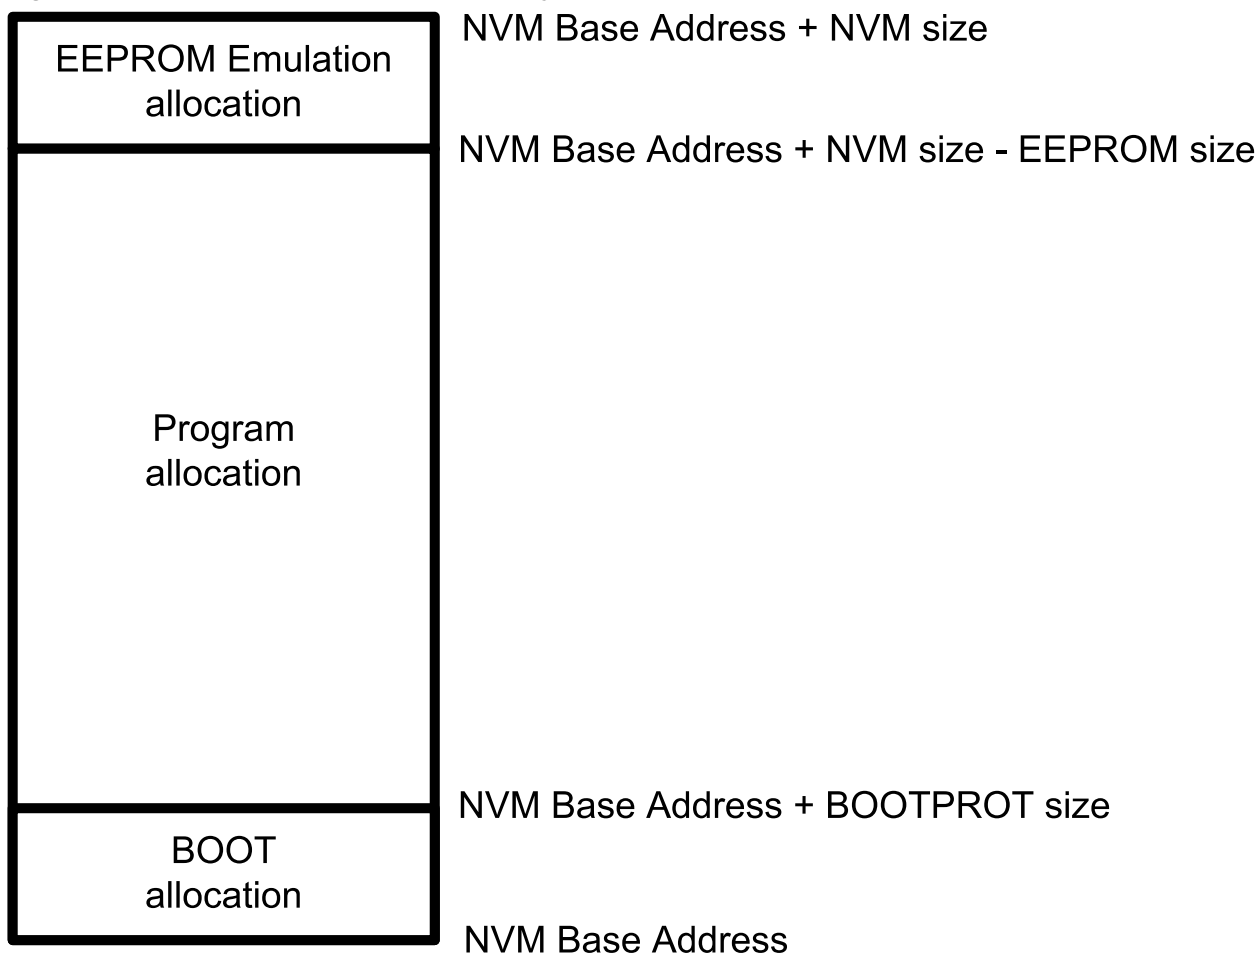 NVM Base Address + NVM size
EEPROM Emulation
allocation
NVM Base Address + NVM size - EEPROM size
Program
allocation
NVM Base Address + BOOTPROT size
BOOT
allocation
NVM Base Address